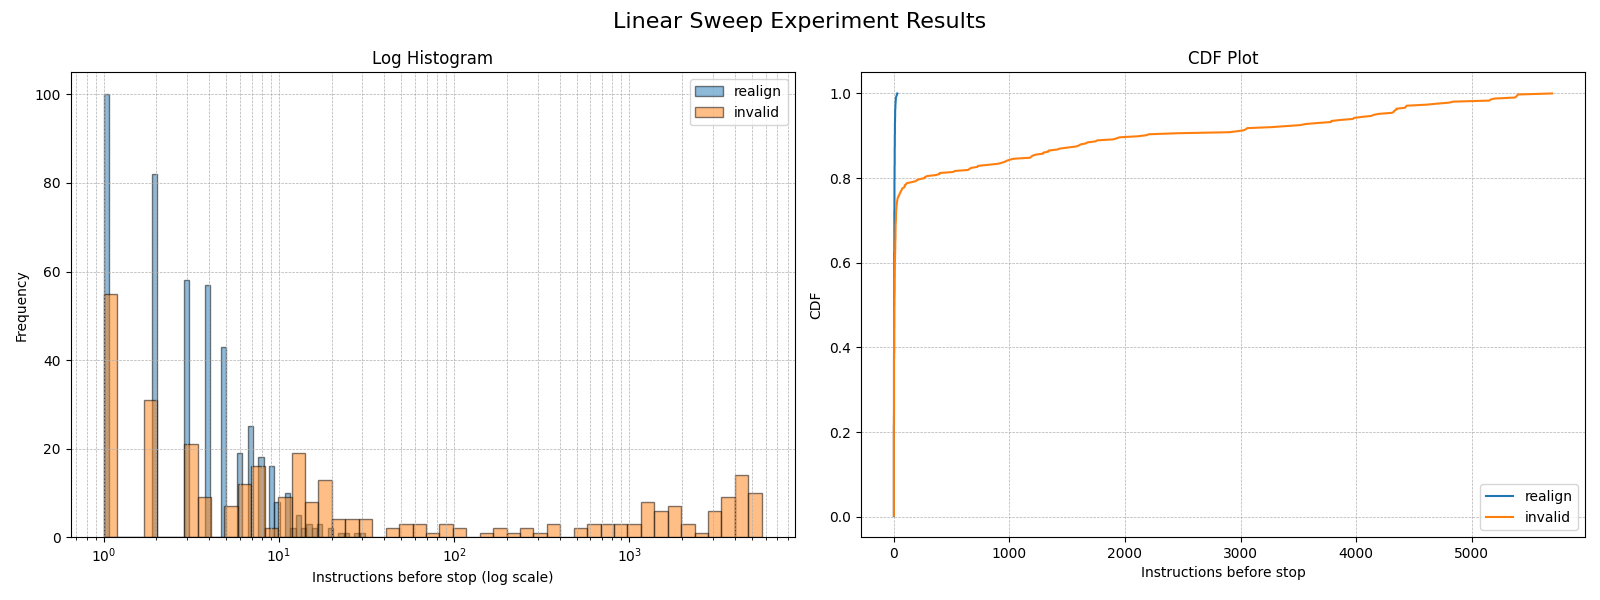 Linear Sweep Experiment Results
Log Histogram
realign
invalid
100
80
60
40
20
0
Frequency
10⁰
10¹
10²
10³
Instructions before stop (log scale)
CDF Plot
1.0
0.8
0.6
0.4
0.2
0.0
CDF
realign
invalid
0
1000
2000
3000
4000
5000
Instructions before stop